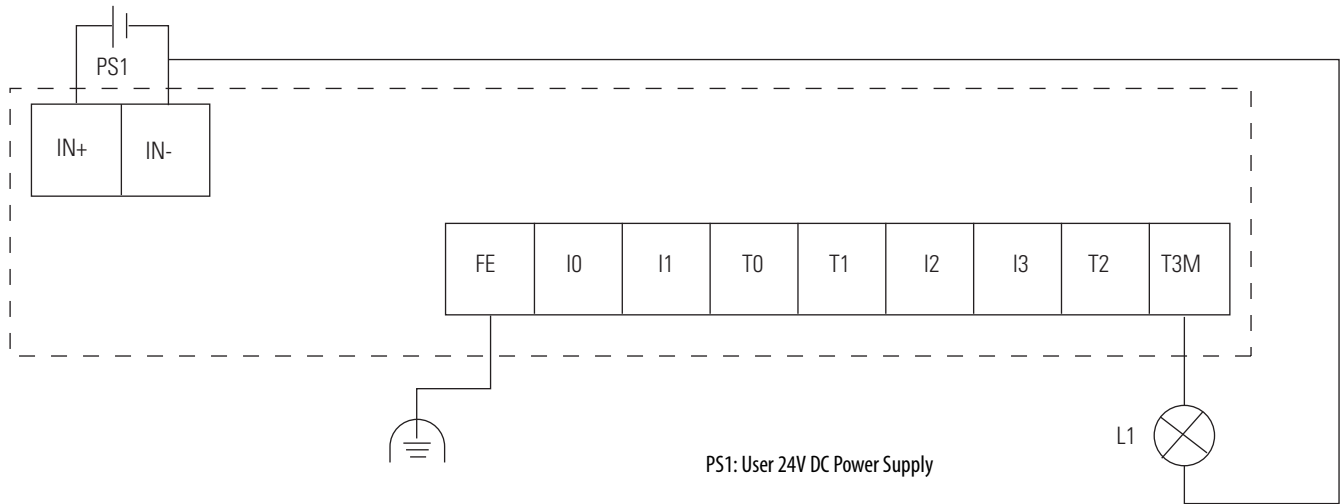 PS1
IN+ IN-
FE I0 I1 T0 T1 I2 I3 T2 T3M
L1
PS1: User 24V DC Power Supply